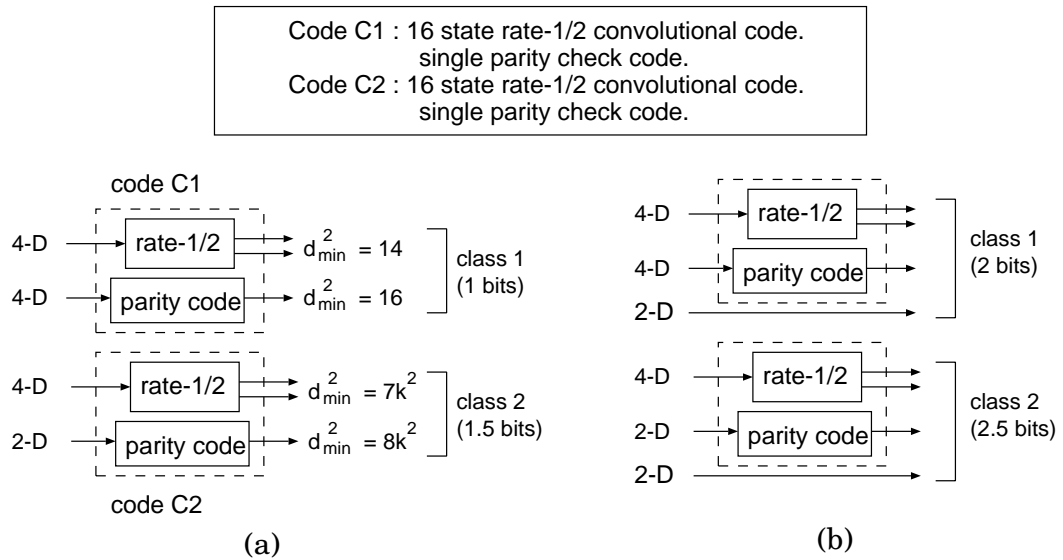 Code C1 : 16 state rate-1/2 convolutional code.
single parity check code.
Code C2 : 16 state rate-1/2 convolutional code.
single parity check code.
code C1
4-D
rate-1/2
d²min = 14
4-D
parity code
d²min = 16
class 1
(1 bits)
4-D
rate-1/2
d²min = 7k²
2-D
parity code
d²min = 8k²
class 2
(1.5 bits)
code C2
(a)
4-D
rate-1/2
4-D
parity code
2-D
class 1
(2 bits)
4-D
rate-1/2
2-D
parity code
2-D
class 2
(2.5 bits)
(b)